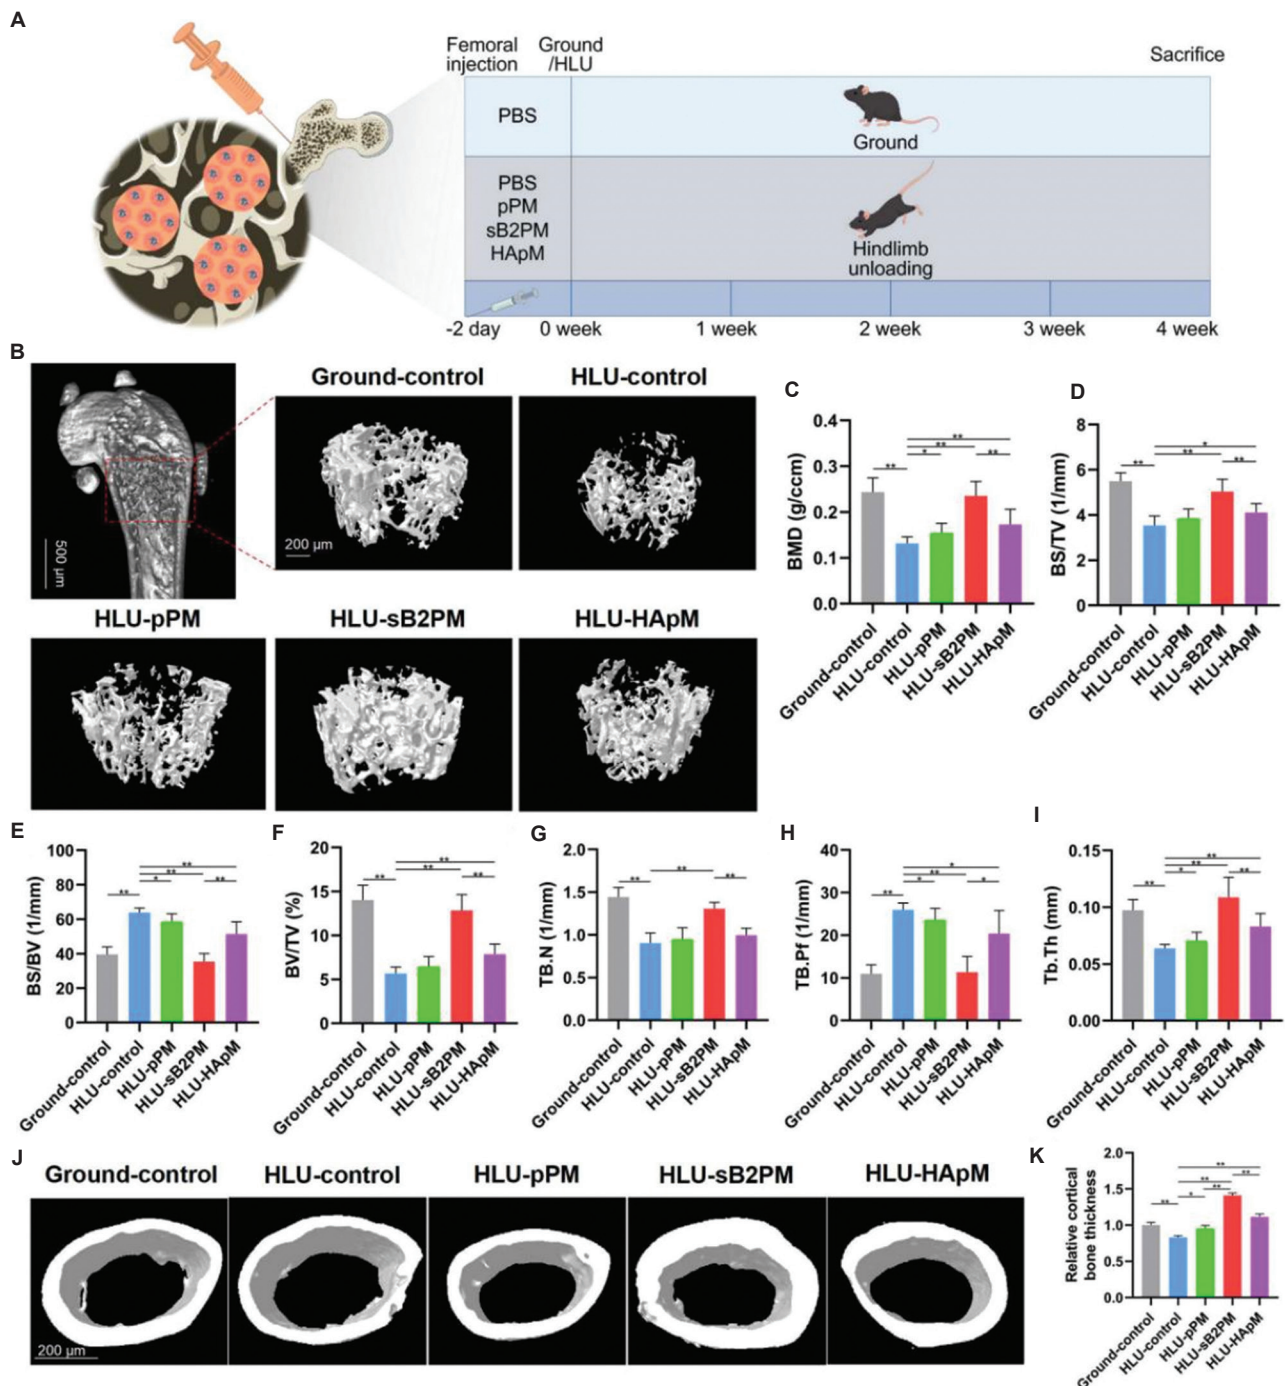 A
Femoral
injection
Ground
/HLU
Sacrifice
PBS
Ground
PBS
pPM
sB2PM
HApM
Hindlimb
unloading
-2 day
0 week
1 week
2 week
3 week
4 week
B
500 µm
Ground-control
200 µm
HLU-control
HLU-pPM
HLU-sB2PM
HLU-HApM
C
BMD (g/ccm)
0.4
0.3
0.2
0.1
0.0
** * ** ** **
Ground-control
HLU-control
HLU-pPM
HLU-sB2PM
HLU-HApM
D
BS/TV (1/mm)
8
6
4
2
0
** ** * **
Ground-control
HLU-control
HLU-pPM
HLU-sB2PM
HLU-HApM
E
BS/BV (1/mm)
100
80
60
40
20
0
** * ** ** **
Ground-control
HLU-control
HLU-pPM
HLU-sB2PM
HLU-HApM
F
BV/TV (%)
20
15
10
5
0
** ** ** **
Ground-control
HLU-control
HLU-pPM
HLU-sB2PM
HLU-HApM
G
TB.N (1/mm)
2.0
1.5
1.0
0.5
0.0
** ** **
Ground-control
HLU-control
HLU-pPM
HLU-sB2PM
HLU-HApM
H
TB.Pf (1/mm)
40
30
20
10
0
** * ** * *
Ground-control
HLU-control
HLU-pPM
HLU-sB2PM
HLU-HApM
I
Tb.Th (mm)
0.15
0.10
0.05
0.00
** * ** ** **
Ground-control
HLU-control
HLU-pPM
HLU-sB2PM
HLU-HApM
J
Ground-control
HLU-control
HLU-pPM
HLU-sB2PM
HLU-HApM
200 µm
K
Relative cortical
bone thickness
2.0
1.5
1.0
0.5
0.0
** * ** ** ** **
Ground-control
HLU-control
HLU-pPM
HLU-sB2PM
HLU-HApM